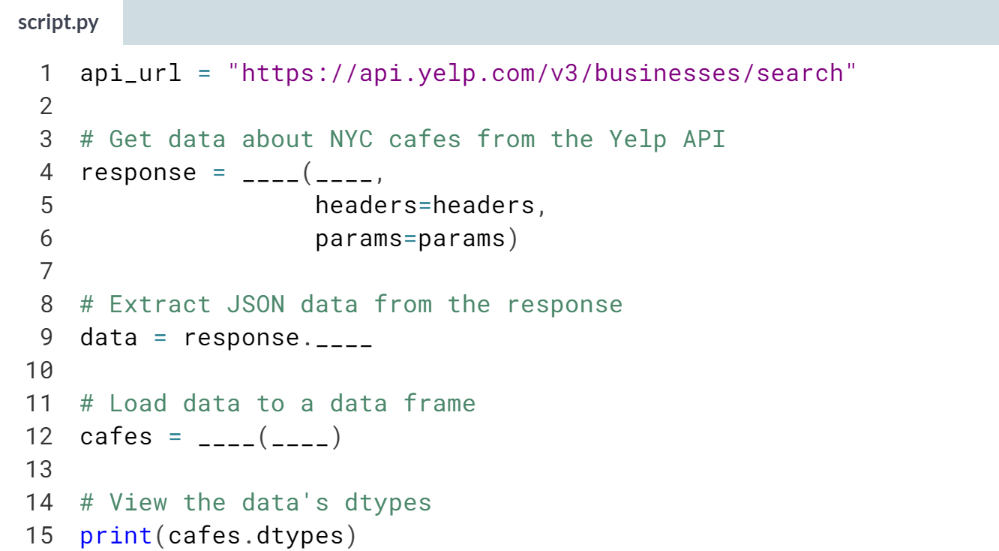 script.py
1 api_url = "https://api.yelp.com/v3/businesses/search"
2
3 # Get data about NYC cafes from the Yelp API
4 response = ____(____,
5                 headers=headers,
6                 params=params)
7
8 # Extract JSON data from the response
9 data = response.____
10
11 # Load data to a data frame
12 cafes = ____(____)
13
14 # View the data's dtypes
15 print(cafes.dtypes)